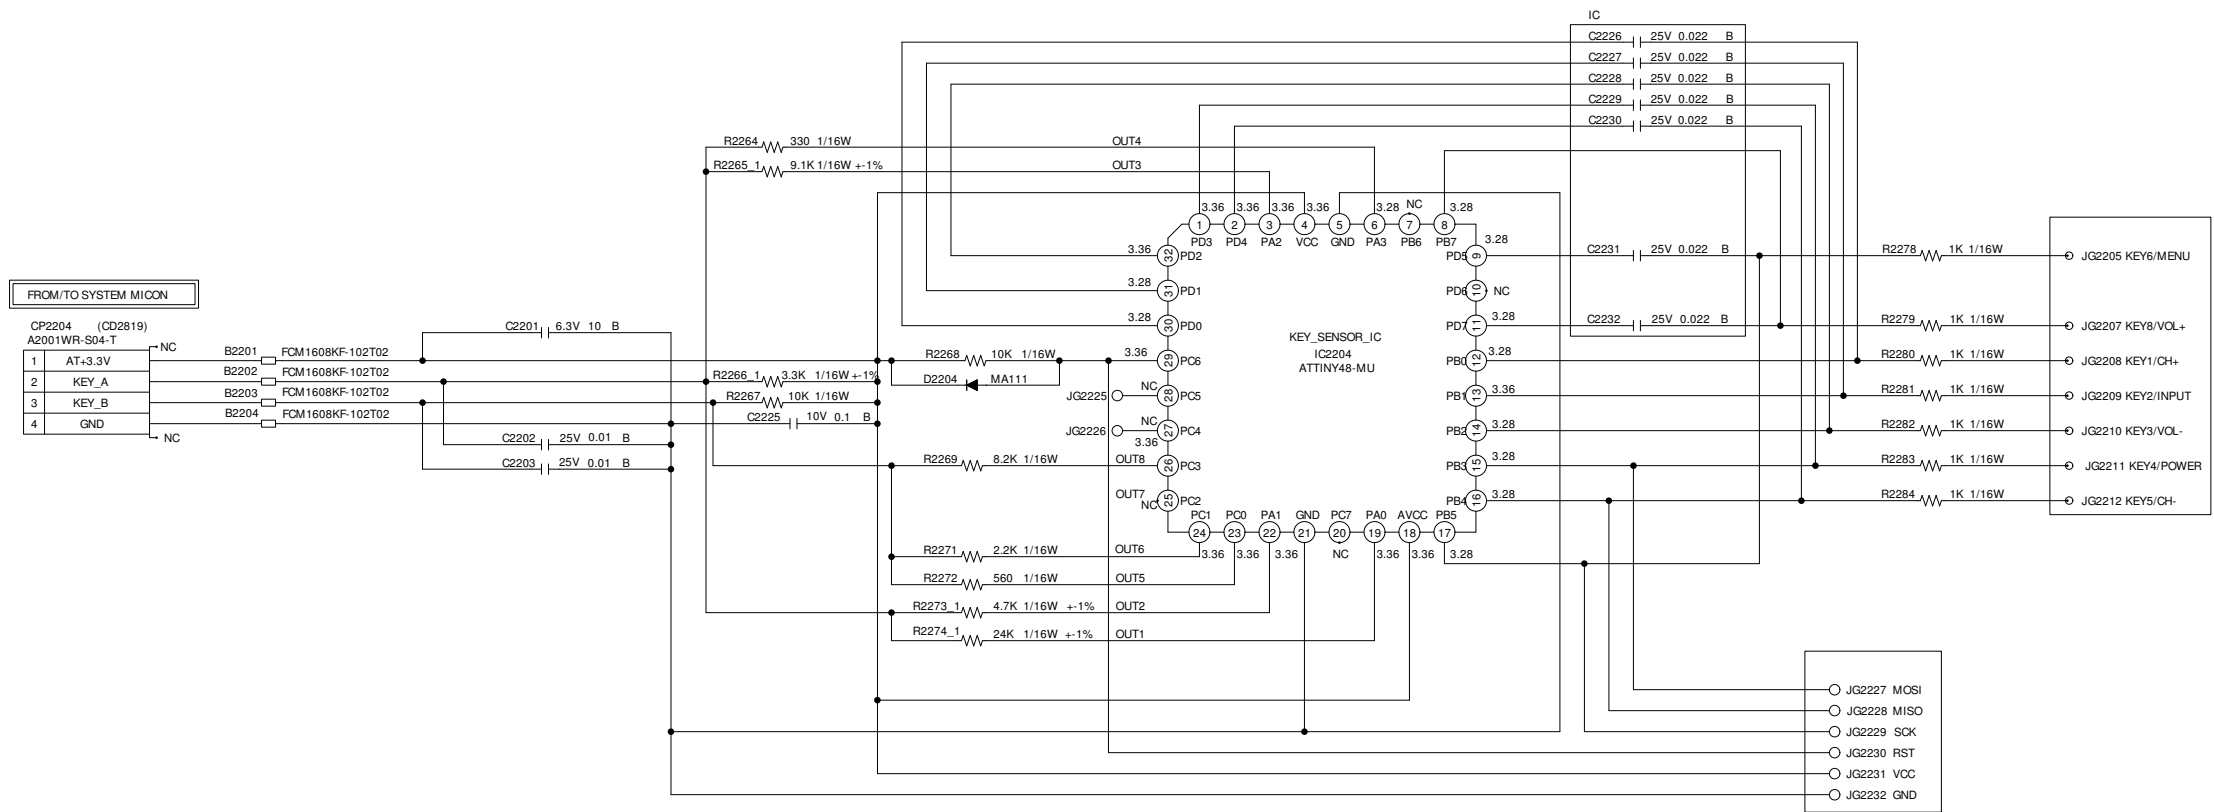 IC
C2226 25V 0.022 B
C2227 25V 0.022 B
C2228 25V 0.022 B
C2229 25V 0.022 B
C2230 25V 0.022 B
R2264 330 1/16W OUT4
R2265_1 9.1K 1/16W +-1% OUT3
3.36 3.36 3.36 3.36 3.28 NC 3.28
1 2 3 4 5 6 7 8
PD3 PD4 PA2 VCC GND PA3 PB6 PB7
3.36 32 PD2
3.28 31 PD1
3.28 30 PD0
3.36 29 PC6
NC 28 PC5
NC 27 PC4
3.36 26 PC3
OUT7 NC 25 PC2
PD5 9 3.28 C2231 25V 0.022 B R2278 1K 1/16W JG2205 KEY6/MENU
PD6 10 NC
PD7 11 3.28 C2232 25V 0.022 B R2279 1K 1/16W JG2207 KEY8/VOL+
PB0 12 3.28 R2280 1K 1/16W JG2208 KEY1/CH+
PB1 13 3.36 R2281 1K 1/16W JG2209 KEY2/INPUT
PB2 14 3.28 R2282 1K 1/16W JG2210 KEY3/VOL-
PB3 15 3.28 R2283 1K 1/16W JG2211 KEY4/POWER
PB4 16 3.28 R2284 1K 1/16W JG2212 KEY5/CH-
KEY_SENSOR_IC
IC2204
ATTINY48-MU
FROM/TO SYSTEM MICON
CP2204 (CD2819)
A2001WR-S04-T
NC
1 AT+3.3V B2201 FCM1608KF-102T02
2 KEY_A B2202 FCM1608KF-102T02
3 KEY_B B2203 FCM1608KF-102T02
4 GND B2204 FCM1608KF-102T02
NC
C2201 6.3V 10 B
C2202 25V 0.01 B
C2203 25V 0.01 B
R2266_1 3.3K 1/16W +-1%
R2267 10K 1/16W
C2225 10V 0.1 B
R2268 10K 1/16W
D2204 MA111
JG2225
JG2226
R2269 8.2K 1/16W OUT8
PC1 PC0 PA1 GND PC7 PA0 AVCC PB5
24 23 22 21 20 19 18 17
3.36 3.36 3.36 NC 3.36 3.36 3.28
R2271 2.2K 1/16W OUT6
R2272 560 1/16W OUT5
R2273_1 4.7K 1/16W +-1% OUT2
R2274_1 24K 1/16W +-1% OUT1
JG2227 MOSI
JG2228 MISO
JG2229 SCK
JG2230 RST
JG2231 VCC
JG2232 GND